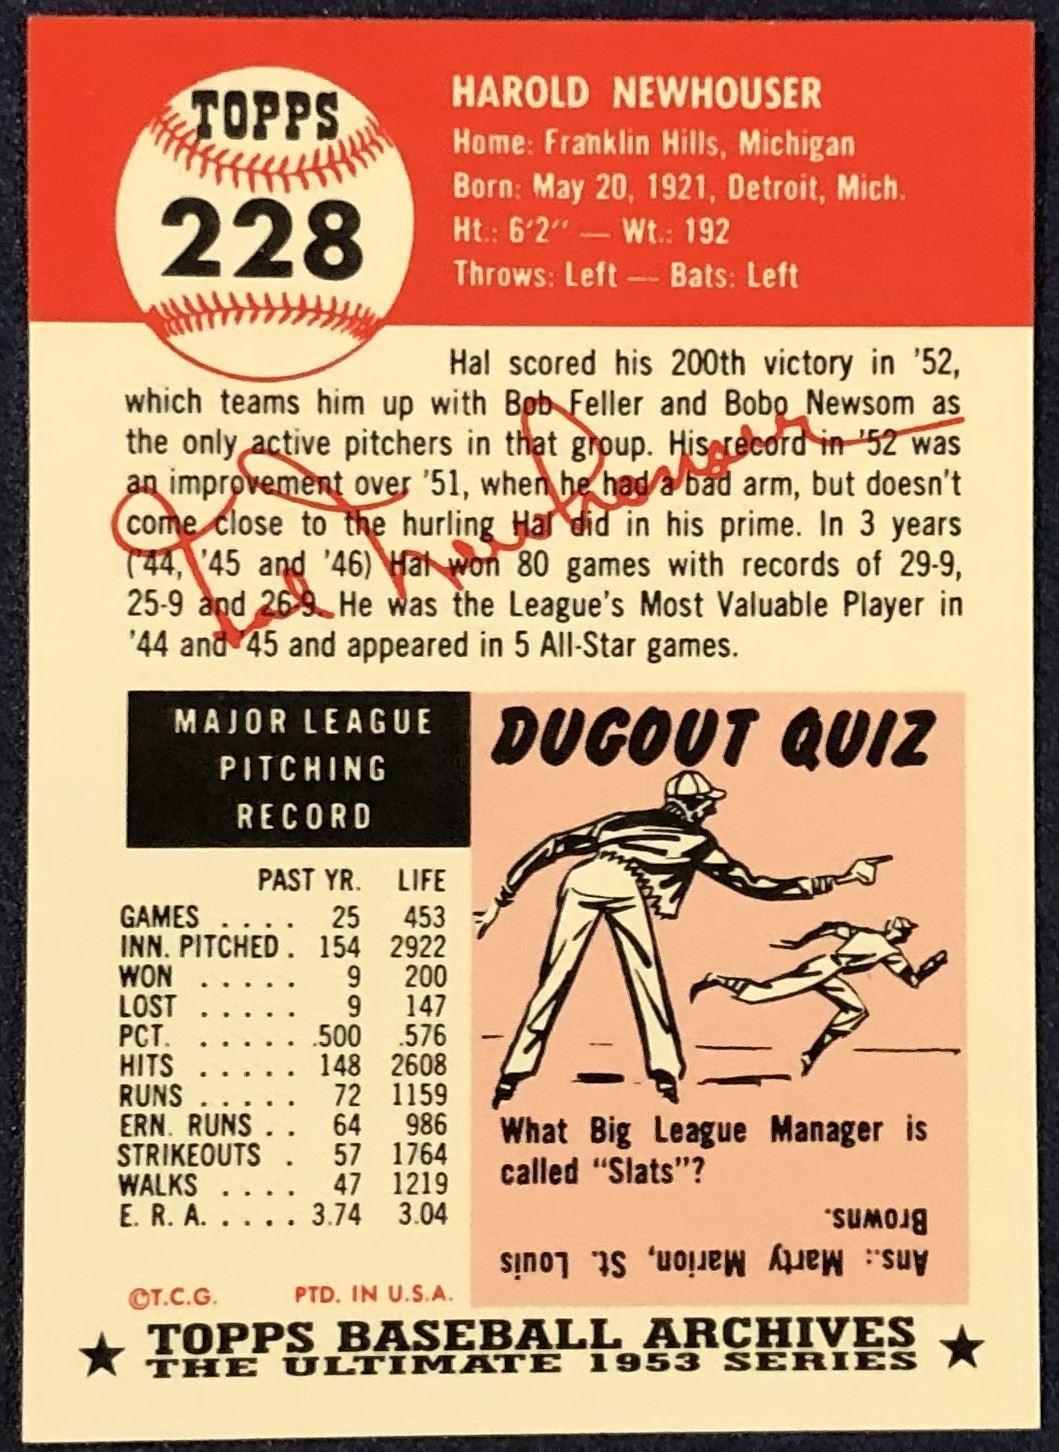 TOPPS
228
HAROLD NEWHOUSER
Home: Franklin Hills, Michigan
Born: May 20, 1921, Detroit, Mich.
Ht.: 6'2" — Wt.: 192
Throws: Left — Bats: Left
Hal scored his 200th victory in '52,
which teams him up with Bob Feller and Bobo Newsom as
the only active pitchers in that group. His record in '52 was
an improvement over '51, when he had a bad arm, but doesn't
come close to the hurling Hal did in his prime. In 3 years
('44, '45 and '46) Hal won 80 games with records of 29-9,
25-9 and 26-9. He was the League's Most Valuable Player in
'44 and '45 and appeared in 5 All-Star games.
Hal Newhouser
MAJOR LEAGUE
PITCHING
RECORD
PAST YR. LIFE
GAMES . . . . 25 453
INN. PITCHED . 154 2922
WON . . . . . 9 200
LOST . . . . . 9 147
PCT. . . . . . .500 .576
HITS . . . . . 148 2608
RUNS . . . . . 72 1159
ERN. RUNS . . 64 986
STRIKEOUTS . 57 1764
WALKS . . . . 47 1219
E. R. A. . . . . 3.74 3.04
DUGOUT QUIZ
What Big League Manager is
called "Slats"?
Ans.: Marty Marion, St. Louis
Browns.
©T.C.G. PTD. IN U.S.A.
TOPPS BASEBALL ARCHIVES
THE ULTIMATE 1953 SERIES